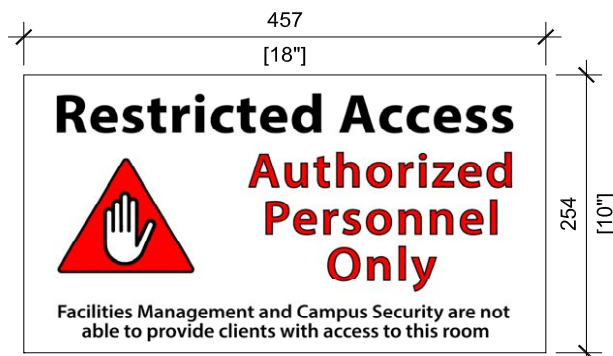 457
[18"]
Restricted Access
Authorized
Personnel
Only
Facilities Management and Campus Security are not
able to provide clients with access to this room
254
[10"]